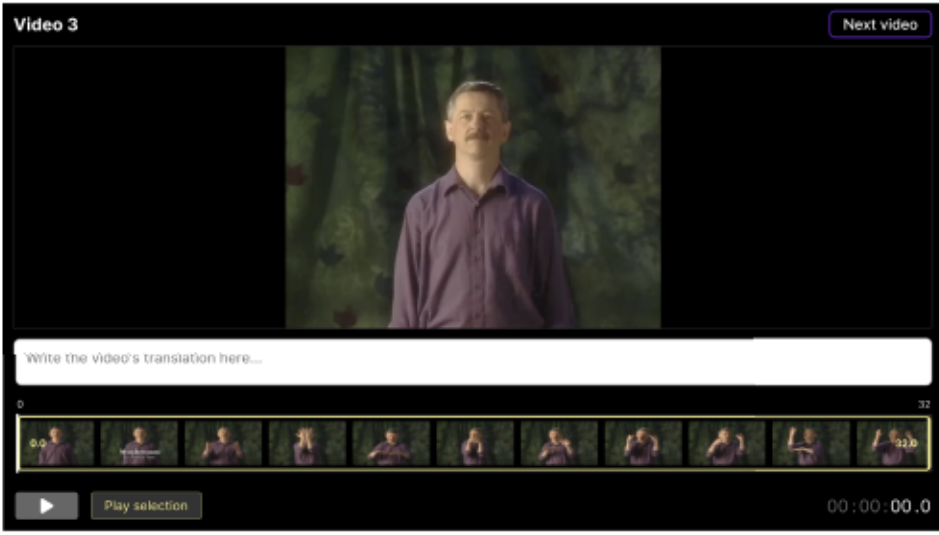 Video 3
Next video
Write the video's translation here...
0
32
0.0
32.0
Play selection
00:00:00.0